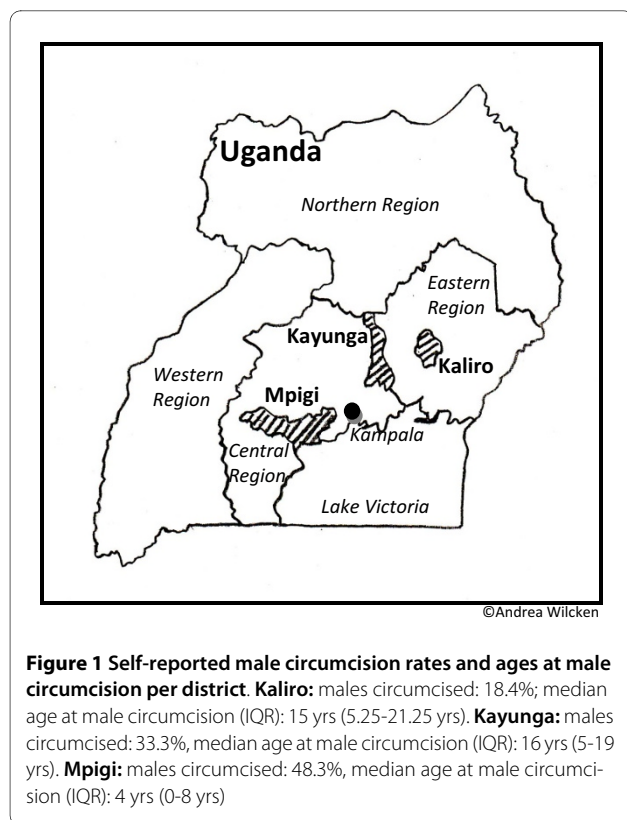 Uganda
Northern Region
Eastern
Region
Kayunga
Kaliro
Western
Region
Mpigi
Kampala
Central
Region
Lake Victoria
©Andrea Wilcken
Figure 1 Self-reported male circumcision rates and ages at male
circumcision per district. Kaliro: males circumcised: 18.4%; median
age at male circumcision (IQR): 15 yrs (5.25-21.25 yrs). Kayunga: males
circumcised: 33.3%, median age at male circumcision (IQR): 16 yrs (5-19
yrs). Mpigi: males circumcised: 48.3%, median age at male circumci-
sion (IQR): 4 yrs (0-8 yrs)